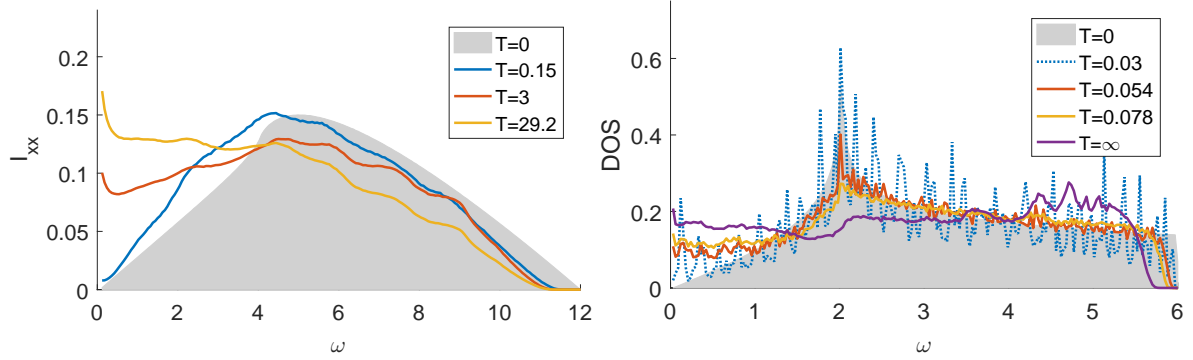 I_xx
0.2
0.15
0.1
0.05
0
0 2 4 6 8 10 12
ω
T=0
T=0.15
T=3
T=29.2
DOS
0.6
0.4
0.2
0
0 1 2 3 4 5 6
ω
T=0
T=0.03
T=0.054
T=0.078
T=∞